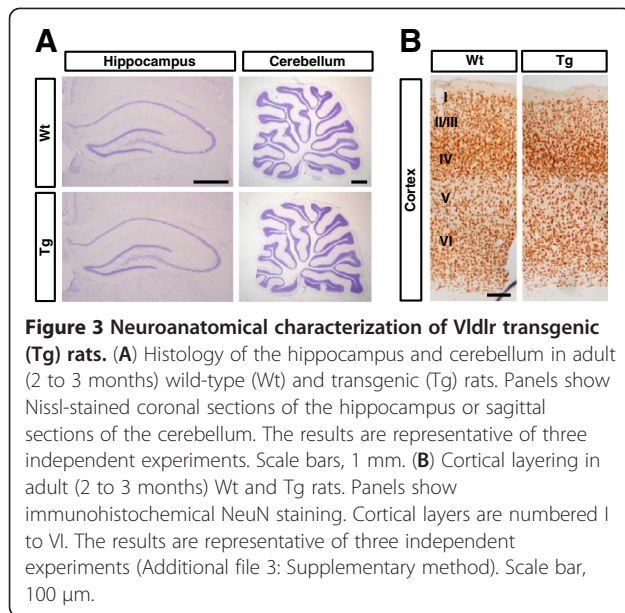 A
B
Hippocampus
Cerebellum
Wt
Tg
Wt
Tg
Cortex
I
II/III
IV
V
VI
Figure 3 Neuroanatomical characterization of Vldlr transgenic
(Tg) rats. (A) Histology of the hippocampus and cerebellum in adult
(2 to 3 months) wild-type (Wt) and transgenic (Tg) rats. Panels show
Nissl-stained coronal sections of the hippocampus or sagittal
sections of the cerebellum. The results are representative of three
independent experiments. Scale bars, 1 mm. (B) Cortical layering in
adult (2 to 3 months) Wt and Tg rats. Panels show
immunohistochemical NeuN staining. Cortical layers are numbered I
to VI. The results are representative of three independent
experiments (Additional file 3: Supplementary method). Scale bar,
100 μm.